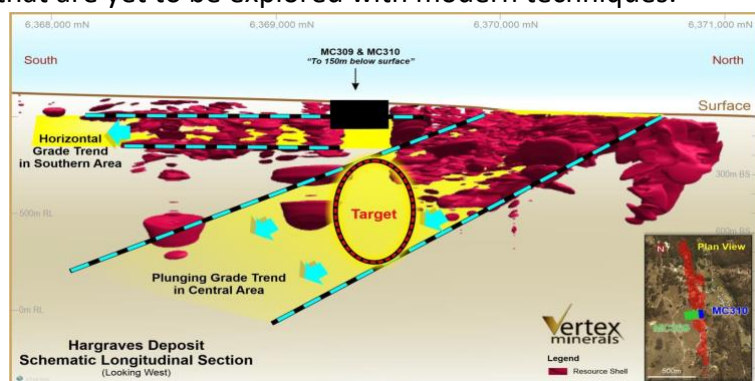 that are yet to be explored with modern techniques.
6,368,000 mN
6,369,000 mN
6,370,000 mN
6,371,000 mN
South
MC309 & MC310
"To 150m below surface"
North
Surface
Horizontal
Grade Trend
in Southern Area
300m BS
500m RL
Target
600m BS
Plunging Grade Trend
in Central Area
0m RL
Hargraves Deposit
Schematic Longitudinal Section
(Looking West)
Vertex
minerals
Legend
Resource Shell
N
Plan View
MC310
MC309
500m